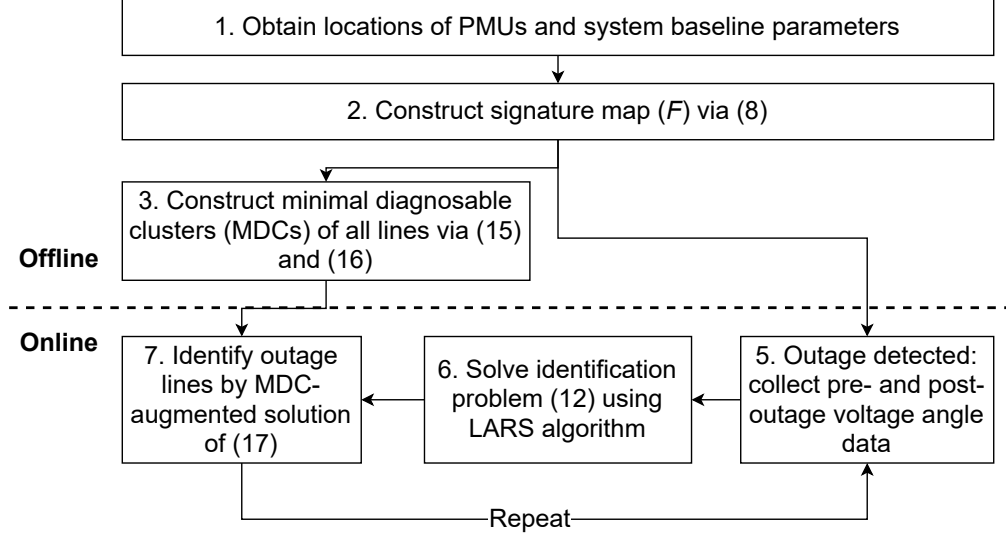 1. Obtain locations of PMUs and system baseline parameters
2. Construct signature map (F) via (8)
3. Construct minimal diagnosable
clusters (MDCs) of all lines via (15)
and (16)
Offline
Online
7. Identify outage
lines by MDC-
augmented solution
of (17)
6. Solve identification
problem (12) using
LARS algorithm
5. Outage detected:
collect pre- and post-
outage voltage angle
data
Repeat